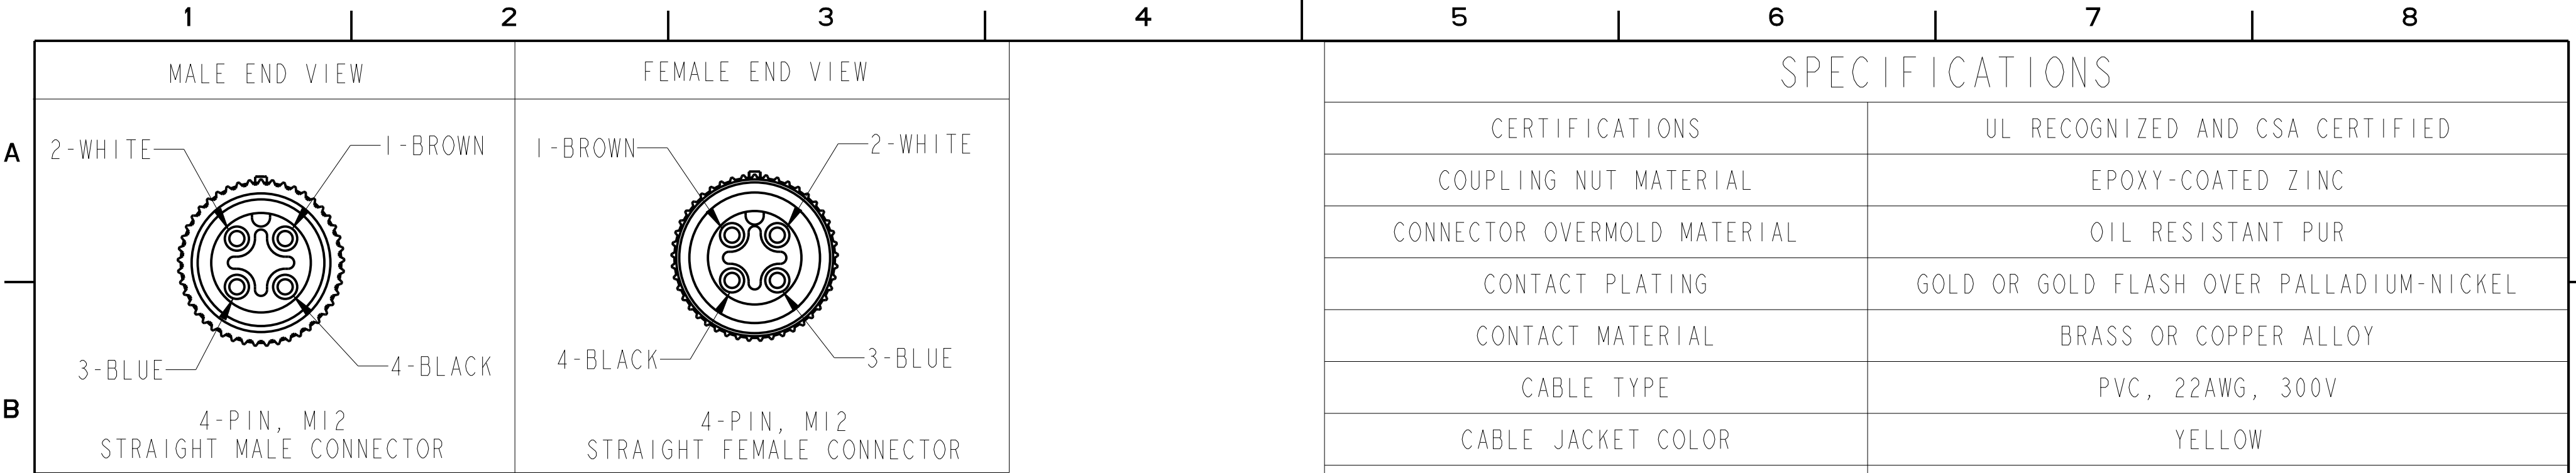 1 2 3 4 5 6 7 8
A
B
MALE END VIEW
2-WHITE
1-BROWN
3-BLUE
4-BLACK
4-PIN, M12
STRAIGHT MALE CONNECTOR
FEMALE END VIEW
1-BROWN
2-WHITE
4-BLACK
3-BLUE
4-PIN, M12
STRAIGHT FEMALE CONNECTOR
SPECIFICATIONS
CERTIFICATIONS UL RECOGNIZED AND CSA CERTIFIED
COUPLING NUT MATERIAL EPOXY-COATED ZINC
CONNECTOR OVERMOLD MATERIAL OIL RESISTANT PUR
CONTACT PLATING GOLD OR GOLD FLASH OVER PALLADIUM-NICKEL
CONTACT MATERIAL BRASS OR COPPER ALLOY
CABLE TYPE PVC, 22AWG, 300V
CABLE JACKET COLOR YELLOW